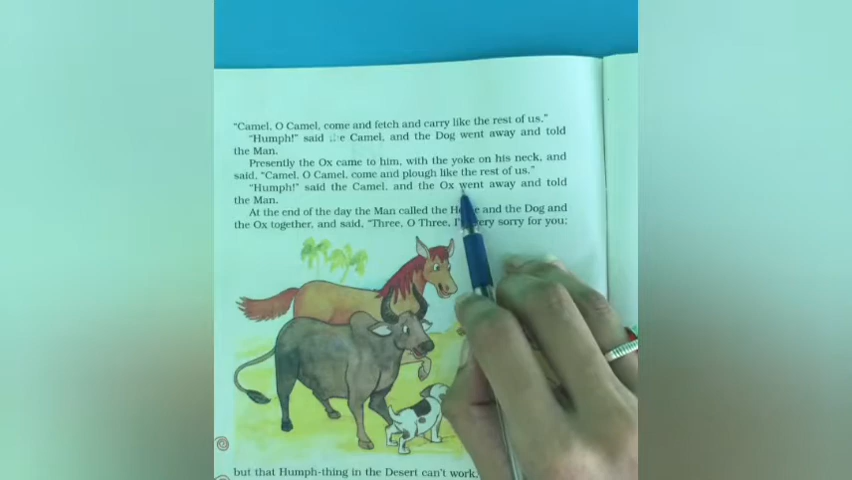 “Camel, O Camel, come and fetch and carry like the rest of us.”
“Humph!” said the Camel, and the Dog went away and told
the Man.
Presently the Ox came to him, with the yoke on his neck, and
said, “Camel, O Camel, come and plough like the rest of us.”
“Humph!” said the Camel, and the Ox went away and told
the Man.
At the end of the day the Man called the and the Dog and
the Ox together, and said, “Three, O Three, sorry for you:
but that Humph-thing in the Desert can’t work,